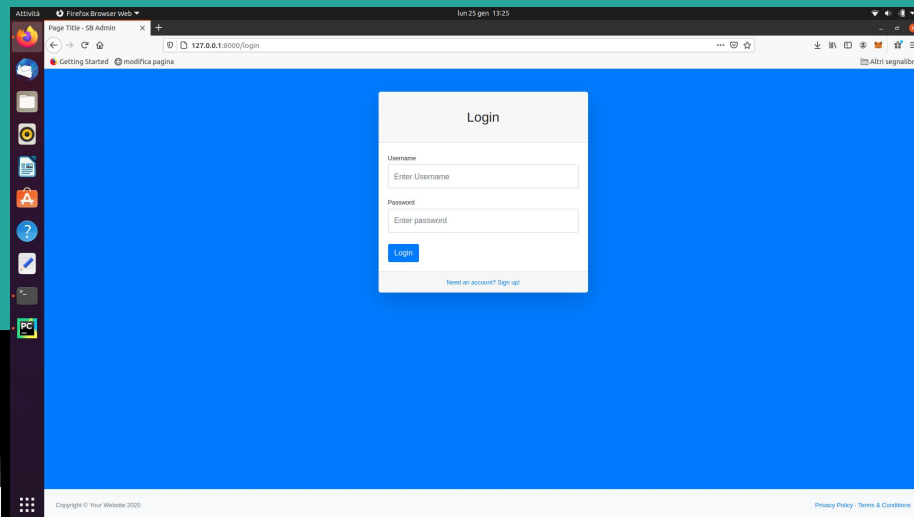 Attività Firefox Browser Web lun 25 gen 13:25
Page Title - SB Admin
127.0.0.1:8000/login
Getting Started modifica pagina Altri segnalibri
Login
Username
Enter Username
Password
Enter password
Login
Need an account? Sign up!
Copyright © Your Website 2020 Privacy Policy · Terms & Conditions
PC